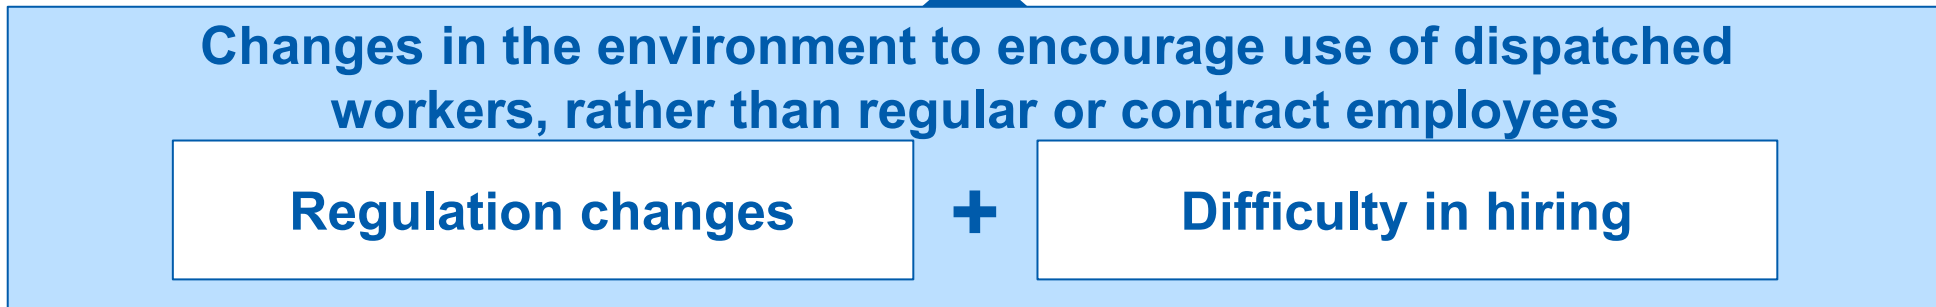 Changes in the environment to encourage use of dispatched
workers, rather than regular or contract employees
Regulation changes + Difficulty in hiring